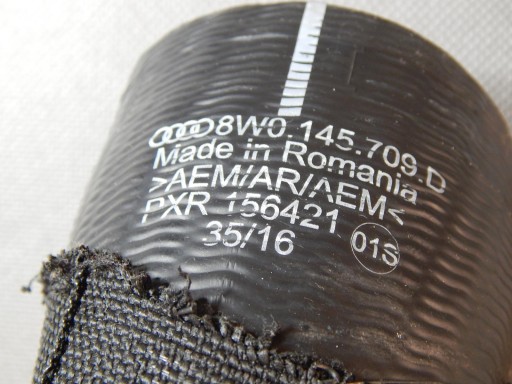 8W0.145.709.D
Made in Romania
>AEM/AR/AEM<
PXR 156421
35/16 01S